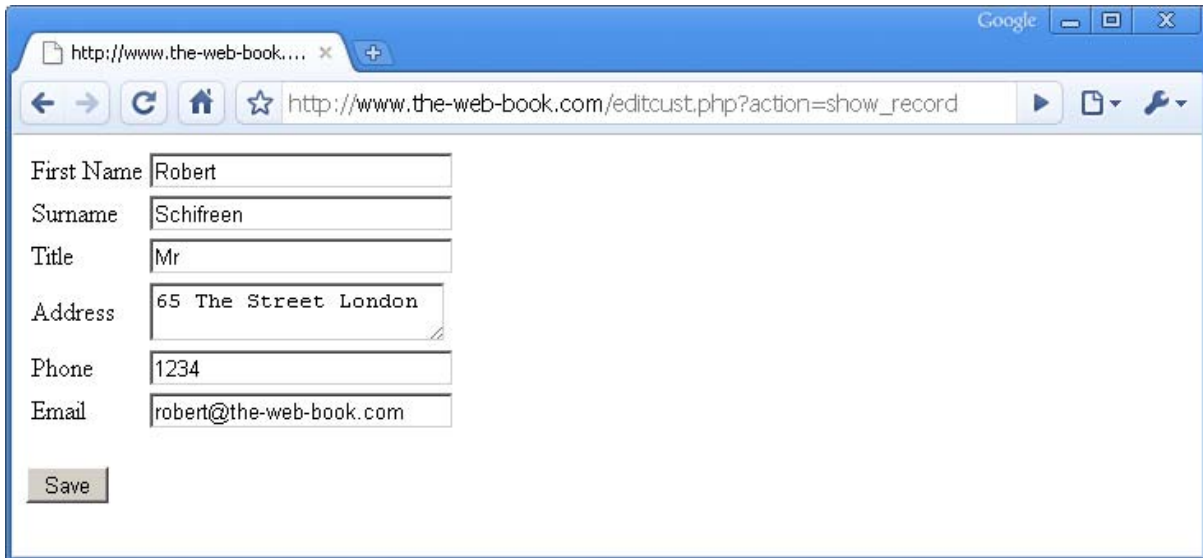 Google
http://www.the-web-book....
http://www.the-web-book.com/editcust.php?action=show_record
First Name Robert
Surname Schifreen
Title Mr
Address 65 The Street London
Phone 1234
Email robert@the-web-book.com
Save